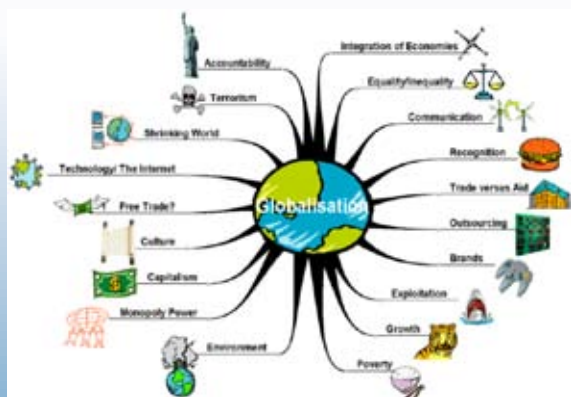 Globalisation
Integration of Economies
Equality/Inequality
Communication
Recognition
Trade versus Aid
Outsourcing
Brands
Exploitation
Growth
Poverty
Accountability
Terrorism
Shrinking World
Technology/ The Internet
Free Trade?
Culture
Capitalism
Monopoly Power
Environment